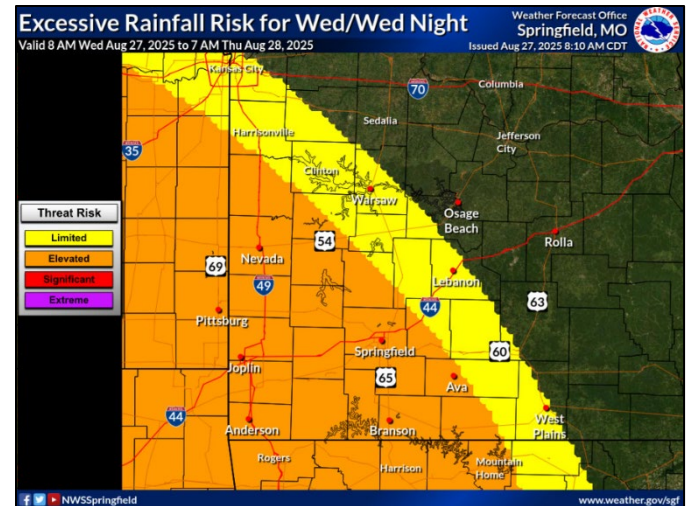 Excessive Rainfall Risk for Wed/Wed Night
Valid 8 AM Wed Aug 27, 2025 to 7 AM Thu Aug 28, 2025
Weather Forecast Office
Springfield, MO
Issued Aug 27, 2025 8:10 AM CDT
Kansas City
70
Columbia
Sedalia
Harrisonville
Jefferson
City
35
Clinton
Warsaw
Osage
Beach
Threat Risk
Limited
Elevated
Significant
Extreme
54
Rolla
Nevada
69
49
Lebanon
63
44
Pittsburg
Springfield
60
Joplin
65
Ava
44
Anderson
Branson
West
Plains
Rogers
Harrison
Mountain
Home
NWSSpringfield
www.weather.gov/sgf